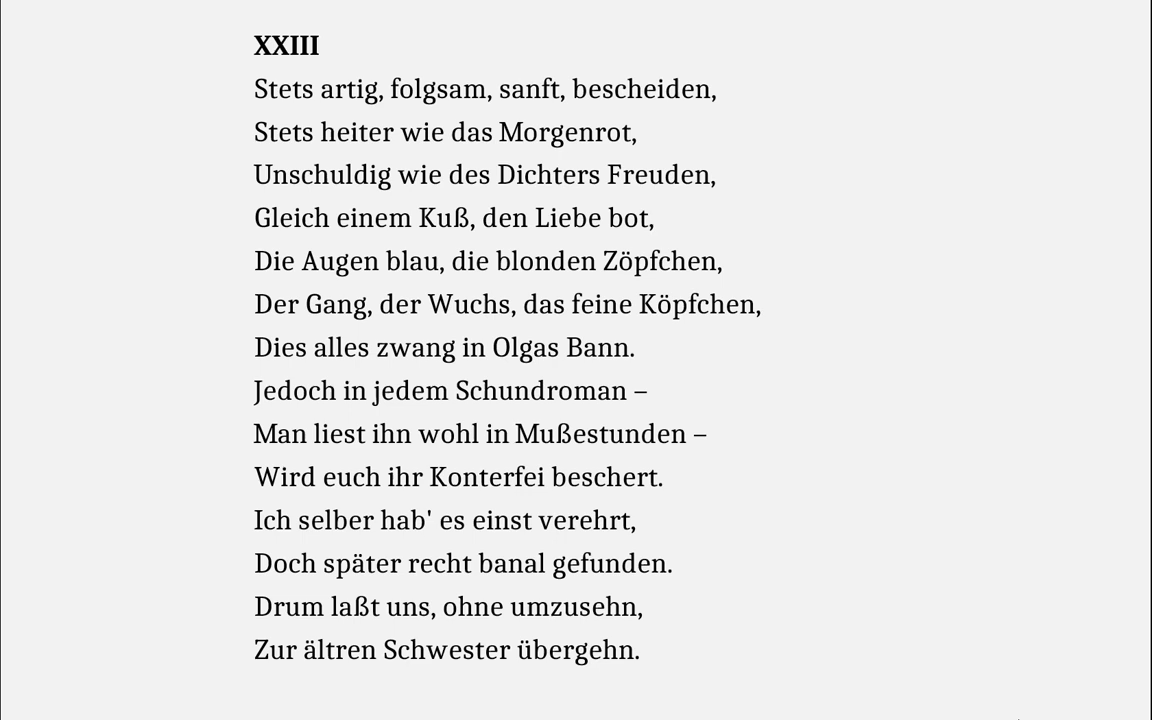 XXIII
Stets artig, folgsam, sanft, bescheiden,
Stets heiter wie das Morgenrot,
Unschuldig wie des Dichters Freuden,
Gleich einem Kuß, den Liebe bot,
Die Augen blau, die blonden Zöpfchen,
Der Gang, der Wuchs, das feine Köpfchen,
Dies alles zwang in Olgas Bann.
Jedoch in jedem Schundroman –
Man liest ihn wohl in Mußestunden –
Wird euch ihr Konterfei beschert.
Ich selber hab' es einst verehrt,
Doch später recht banal gefunden.
Drum laßt uns, ohne umzusehn,
Zur ältren Schwester übergehn.